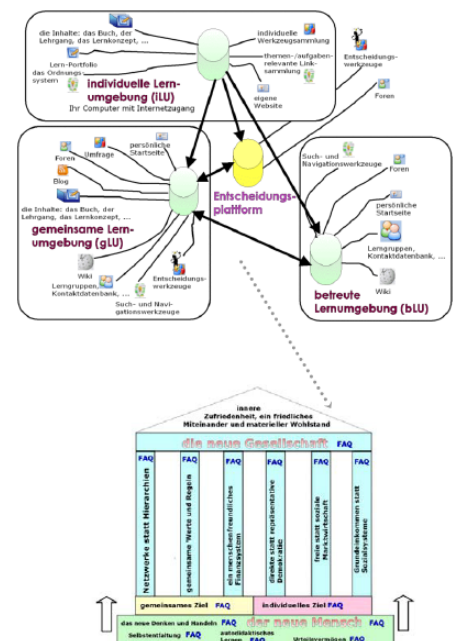 die Inhalte: das Buch, der
Lehrgang, das Lernkonzept, ...
Lern-Portfolio
das Ordnungs-
system
individuelle Lern-
umgebung (iLU)
Ihr Computer mit Internetzugang
individuelle
Werkzeugsammlung
themen-/aufgaben-
relevante Link-
sammlung
eigene
Website
Entscheidungs-
werkzeuge
Foren
persönliche
Startseite
Umfrage
Foren
Blog
die Inhalte: das Buch, der
Lehrgang, das Lernkonzept, ...
gemeinsame Lern-
umgebung (gLU)
Wiki
Lerngruppen,
Kontaktdatenbank, ...
Such- und Navi-
gationswerkzeuge
Entscheidungs-
werkzeuge
Entscheidungs-
plattform
Such- und
Navigationswerkzeuge
Foren
persönliche
Startseite
Lerngruppen,
Kontaktdatenbank, ...
Wiki
betreute
Lernumgebung (bLU)
innere
Zufriedenheit, ein friedliches
Miteinander und materieller Wohlstand
die neue Gesellschaft FAQ
FAQ FAQ FAQ FAQ FAQ FAQ
Netzwerke statt Hierarchien
gemeinsame Werte und Regeln
ein menschenfreundliches
Finanzsystem
direkte statt repräsentative
Demokratie
freie statt soziale
Marktwirtschaft
Grundeinkommen statt
Sozialsysteme
gemeinsames Ziel FAQ
individuelles Ziel FAQ
das neue Denken und Handeln FAQ
der neue Mensch FAQ
Selbstentfaltung FAQ
autodidaktisches
Lernen FAQ
Urteilsvermögen FAQ